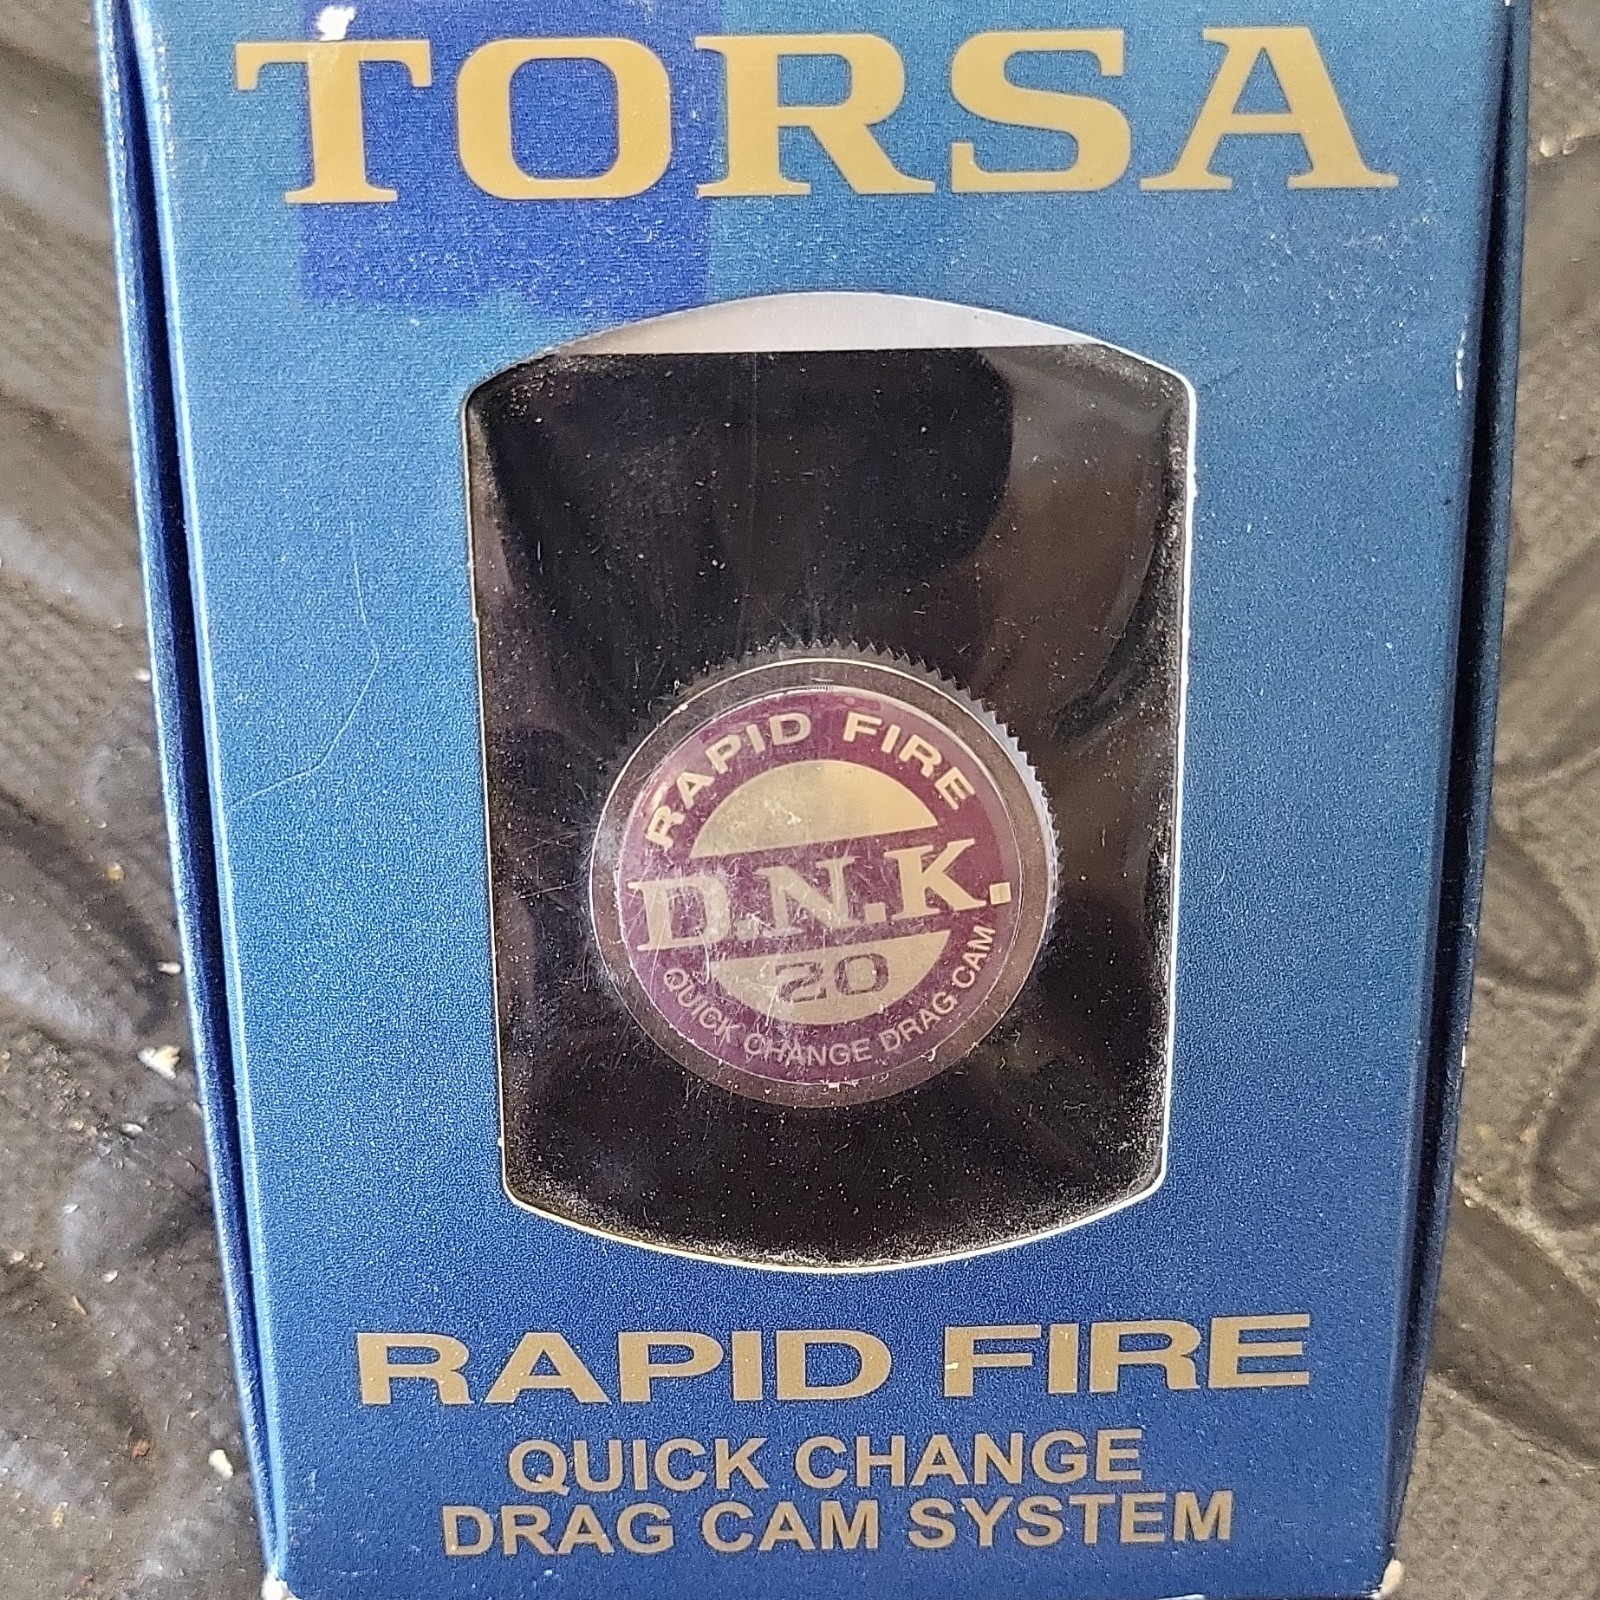 TORSA
RAPID FIRE
D.N.K.
20
QUICK CHANGE DRAG CAM
RAPID FIRE
QUICK CHANGE
DRAG CAM SYSTEM